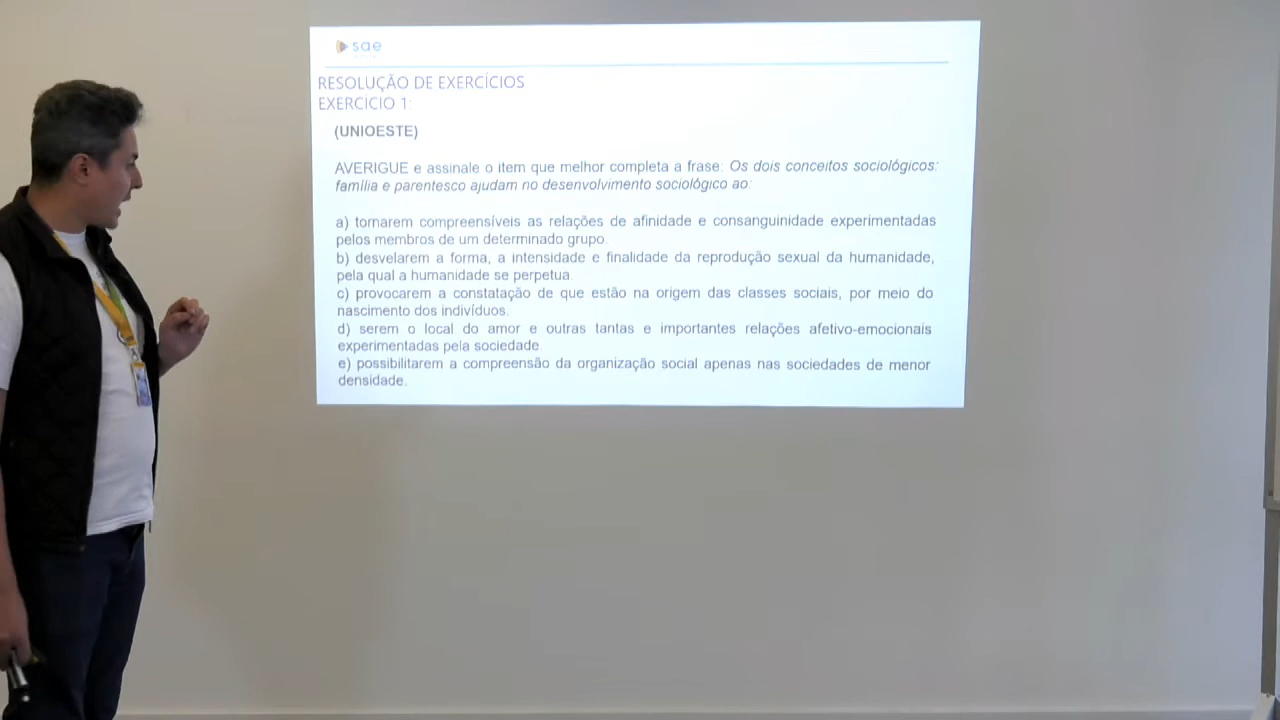 sae
RESOLUÇÃO DE EXERCÍCIOS
EXERCÍCIO 1:
(UNIOESTE)
AVERIGUE e assinale o item que melhor completa a frase: Os dois conceitos sociológicos:
família e parentesco ajudam no desenvolvimento sociológico ao:
a) tornarem compreensíveis as relações de afinidade e consanguinidade experimentadas
pelos membros de um determinado grupo.
b) desvelarem a forma, a intensidade e finalidade da reprodução sexual da humanidade,
pela qual a humanidade se perpetua.
c) provocarem a constatação de que estão na origem das classes sociais, por meio do
nascimento dos indivíduos.
d) serem o local do amor e outras tantas e importantes relações afetivo-emocionais
experimentadas pela sociedade.
e) possibilitarem a compreensão da organização social apenas nas sociedades de menor
densidade.